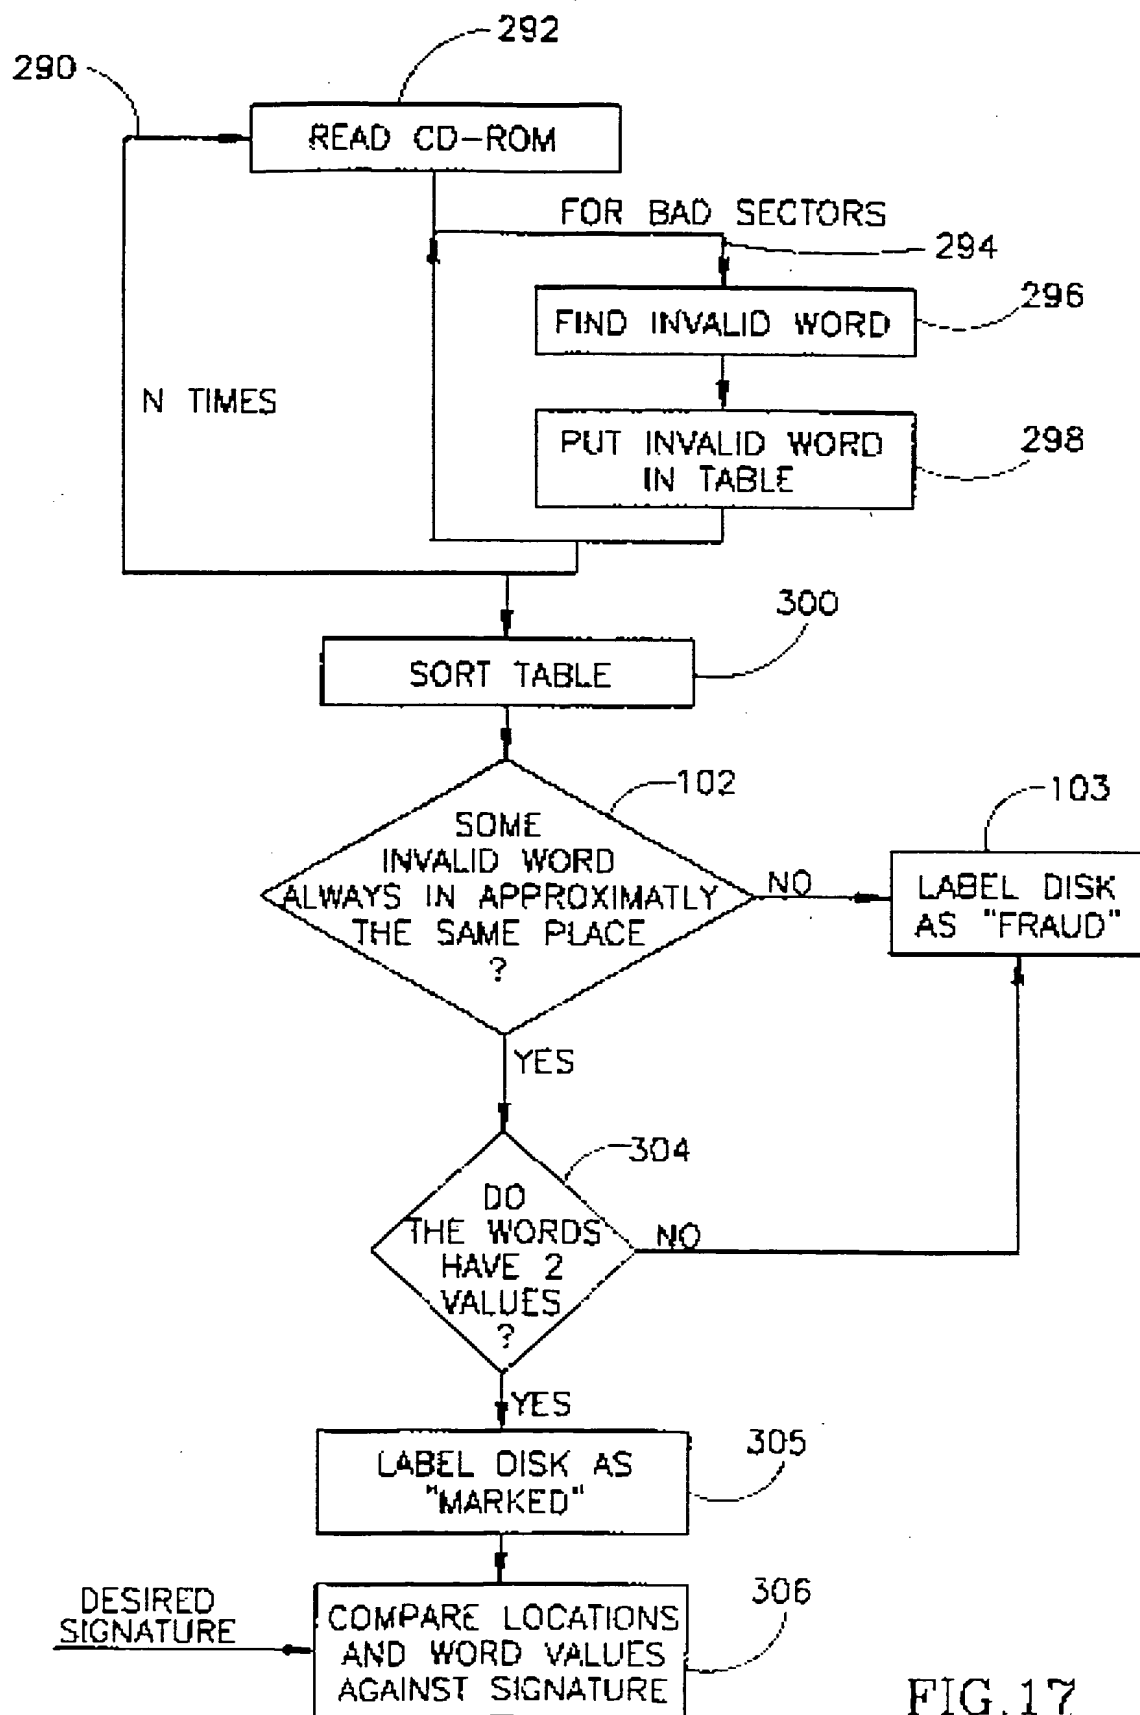 292
290
READ CD-ROM
FOR BAD SECTORS
294
296
FIND INVALID WORD
N TIMES
PUT INVALID WORD
IN TABLE
298
300
SORT TABLE
102
103
SOME
INVALID WORD
ALWAYS IN APPROXIMATLY
THE SAME PLACE
?
NO
LABEL DISK
AS "FRAUD"
YES
304
DO
THE WORDS
HAVE 2
VALUES
?
NO
YES
305
LABEL DISK AS
"MARKED"
306
DESIRED
SIGNATURE
COMPARE LOCATIONS
AND WORD VALUES
AGAINST SIGNATURE
FIG.17